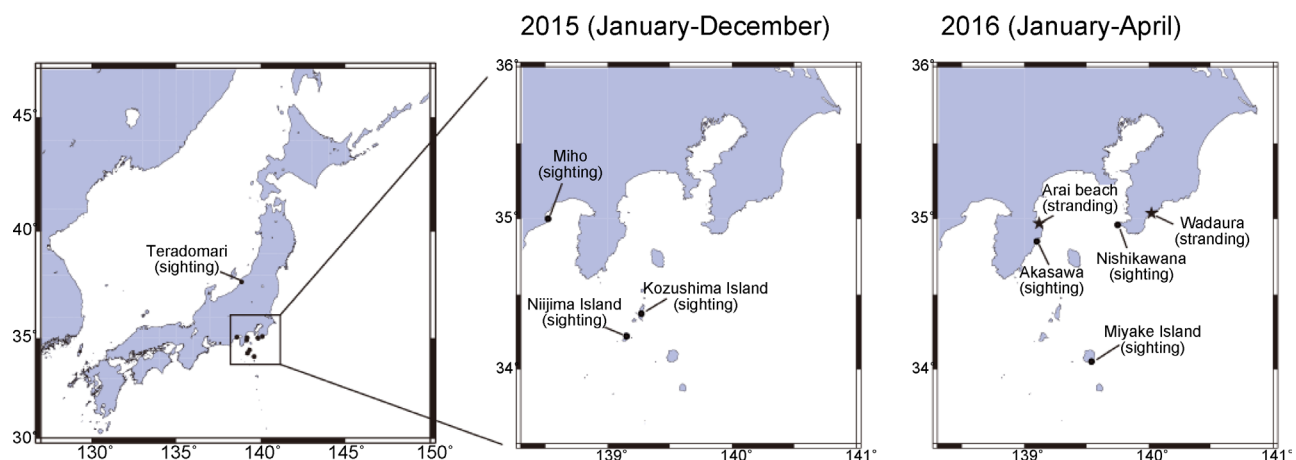 2015 (January-December)
2016 (January-April)
45°
40°
35°
30°
130°
135°
140°
145°
150°
Teradomari
(sighting)
36°
35°
34°
139°
140°
141°
Miho
(sighting)
Kozushima Island
(sighting)
Niijima Island
(sighting)
36°
35°
34°
139°
140°
141°
Arai beach
(stranding)
Wadaura
(stranding)
Nishikawana
(sighting)
Akasawa
(sighting)
Miyake Island
(sighting)